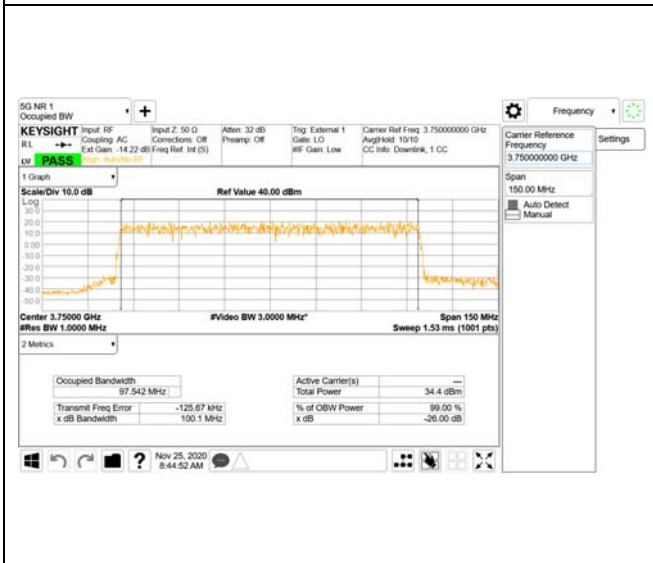 5G NR 1
Occupied BW
Frequency
KEYSIGHT
Input: RF
Coupling: AC
Ext Gain: -14.22 dB
Align: Auto/No RF
Input Z: 50 Ω
Corrections: Off
Freq Ref: Int (S)
Atten: 32 dB
Preamp: Off
Trig: External 1
Gate: LO
#IF Gain: Low
Carrier Ref Freq: 3.750000000 GHz
Avg|Hold: 10/10
CC Info: Downlink, 1 CC
RL
PASS
Carrier Reference
Frequency
3.750000000 GHz
Settings
Span
150.00 MHz
Auto Detect
Manual
1 Graph
Scale/Div 10.0 dB
Ref Value 40.00 dBm
Log
30.0
20.0
10.0
0.00
-10.0
-20.0
-30.0
-40.0
-50.0
Center 3.75000 GHz
#Video BW 3.0000 MHz*
Span 150 MHz
#Res BW 1.0000 MHz
Sweep 1.53 ms (1001 pts)
2 Metrics
Occupied Bandwidth
97.542 MHz
Active Carrier(s)
---
Total Power
34.4 dBm
Transmit Freq Error
-125.67 kHz
% of OBW Power
99.00 %
x dB Bandwidth
100.1 MHz
x dB
-26.00 dB
?
Nov 25, 2020
8:44:52 AM